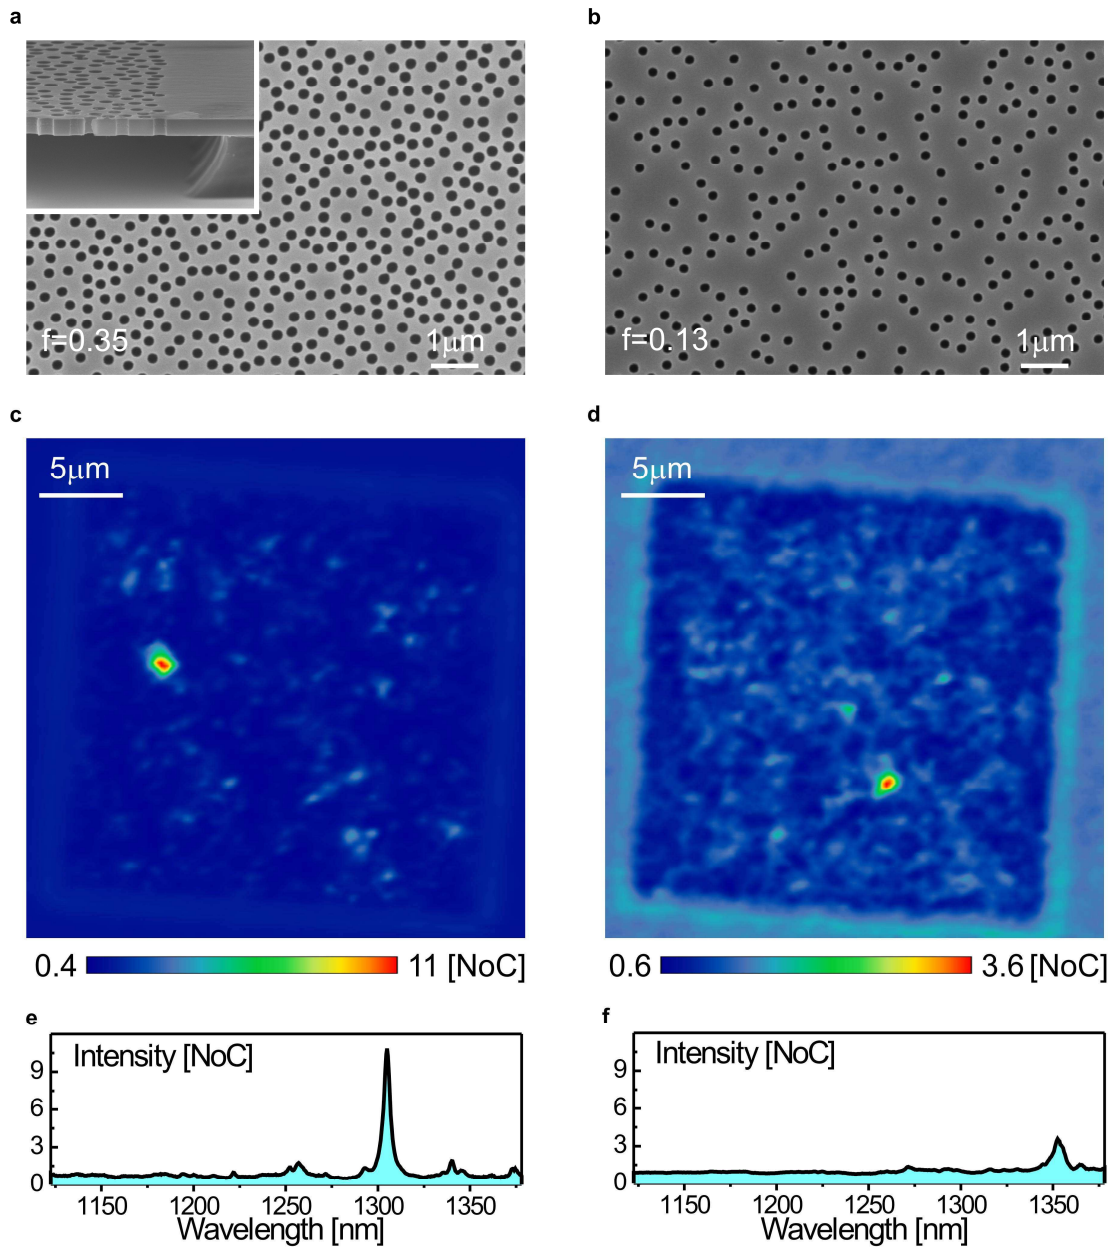 a
b
f=0.35
1μm
f=0.13
1μm
c
d
5μm
5μm
0.4
11 [NoC]
0.6
3.6 [NoC]
e
f
Intensity [NoC]
9
6
3
0
1150 1200 1250 1300 1350
Wavelength [nm]
Intensity [NoC]
9
6
3
0
1150 1200 1250 1300 1350
Wavelength [nm]